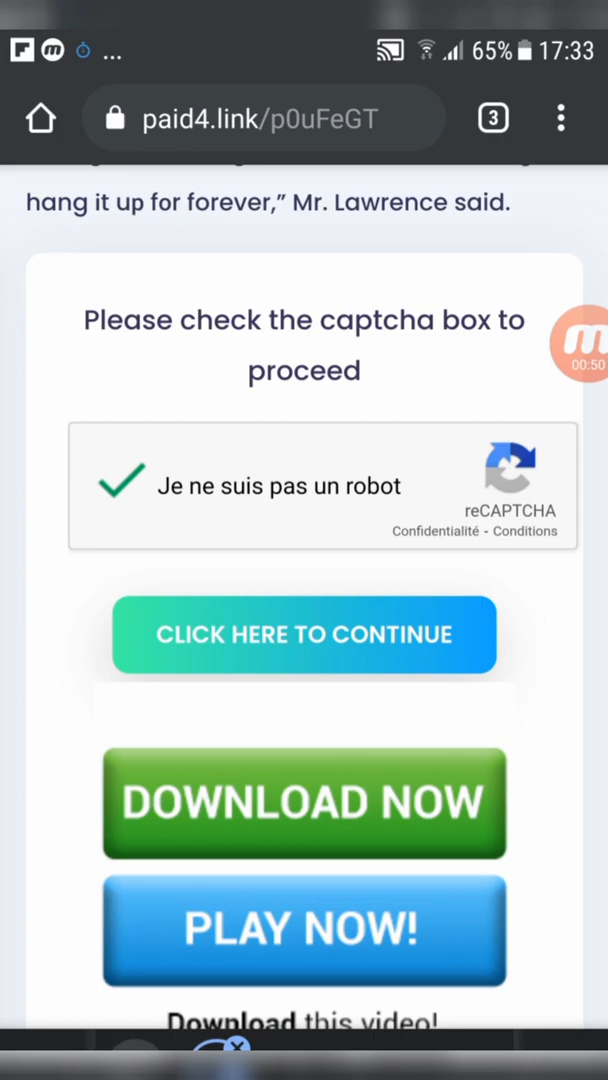 ... 65% 17:33
paid4.link/p0uFeGT 3
hang it up for forever,” Mr. Lawrence said.
Please check the captcha box to
proceed
00:50
Je ne suis pas un robot
reCAPTCHA
Confidentialité - Conditions
CLICK HERE TO CONTINUE
DOWNLOAD NOW
PLAY NOW!
Download this video!